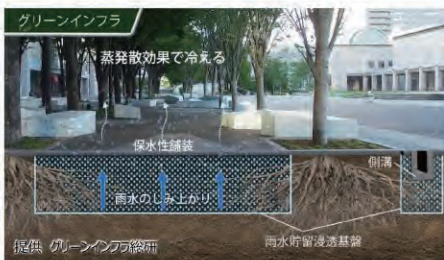 グリーンインフラ
蒸発散効果で冷える
保水性舗装
側溝
雨水のしみ上がり
雨水貯留浸透基盤
提供 グリーンインフラ総研